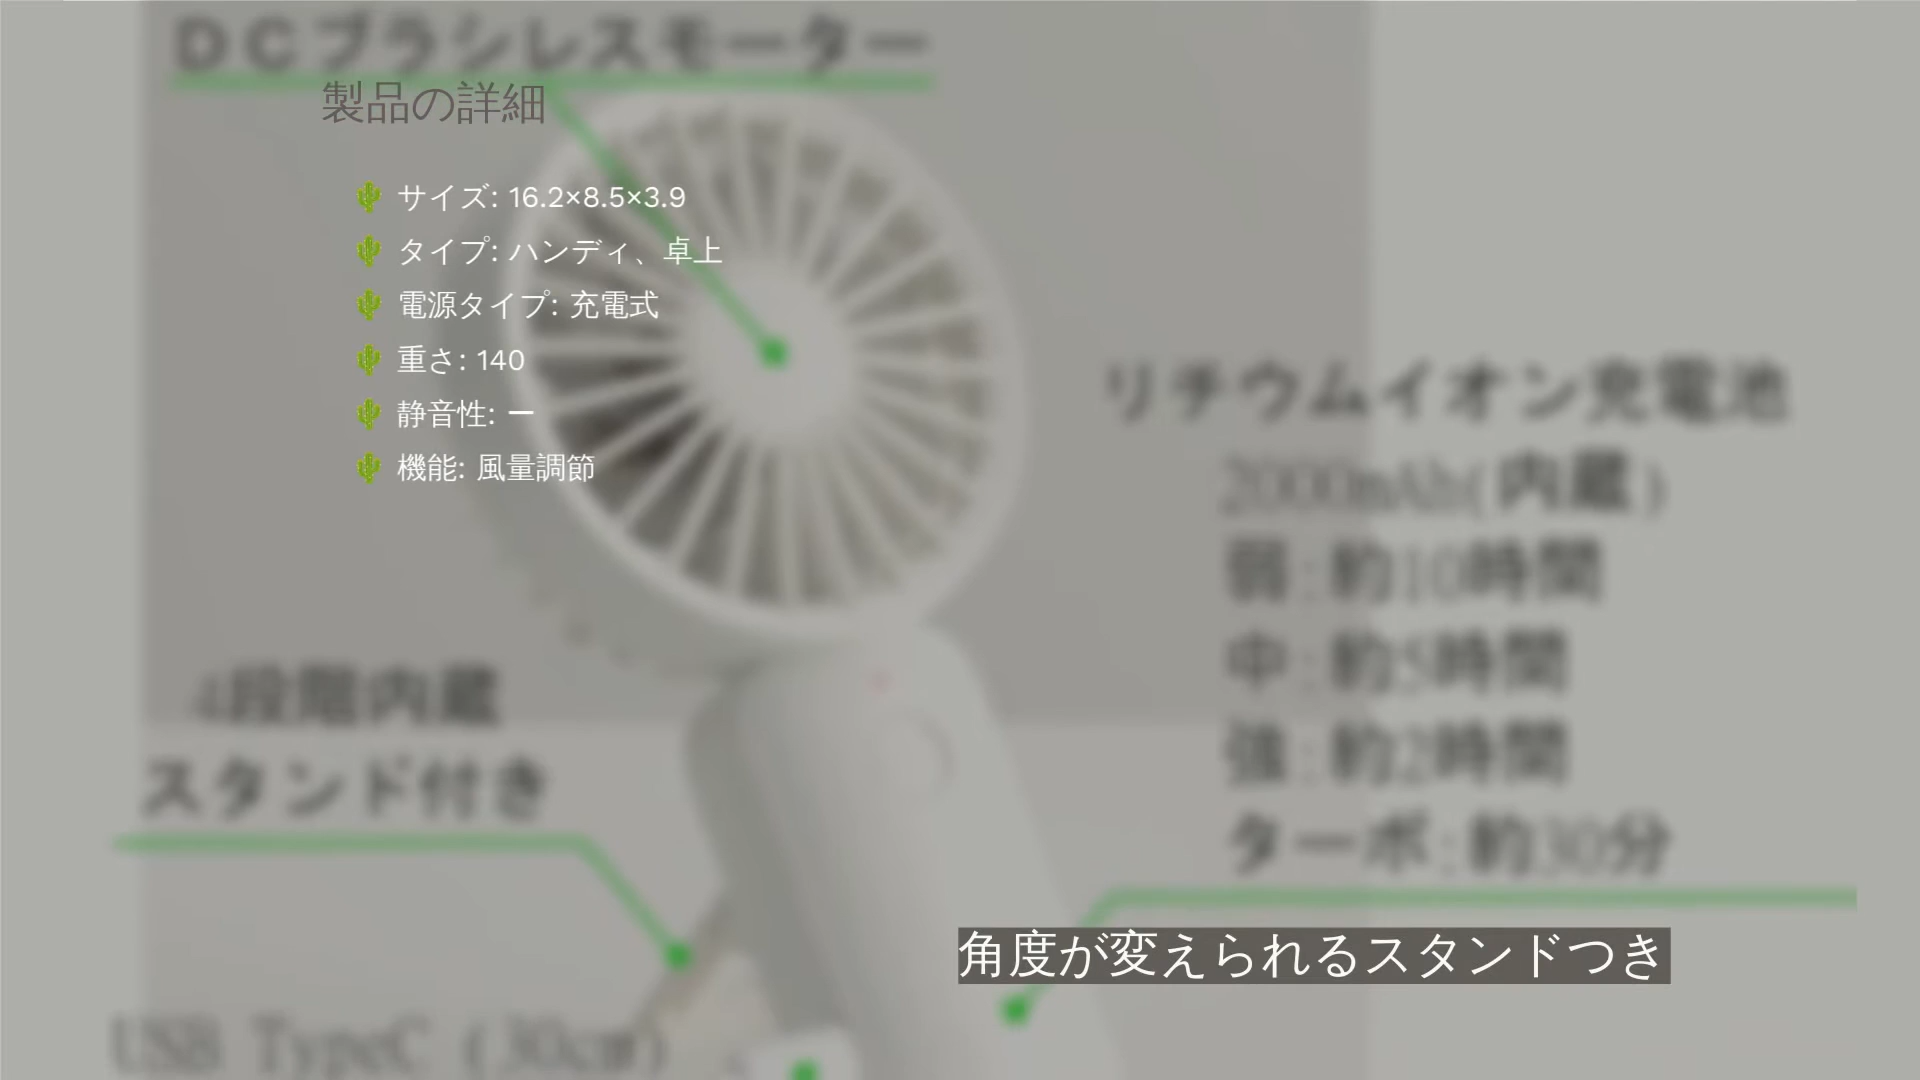 DCブラシレスモーター
製品の詳細
サイズ: 16.2×8.5×3.9
タイプ: ハンディ、卓上
電源タイプ: 充電式
重さ: 140
静音性: ー
機能: 風量調節
リチウムイオン充電池
2000mAh(内蔵)
弱:約10時間
中:約5時間
強:約2時間
ターボ:約30分
4段階内蔵
スタンド付き
角度が変えられるスタンドつき
USB TypeC (30cm)